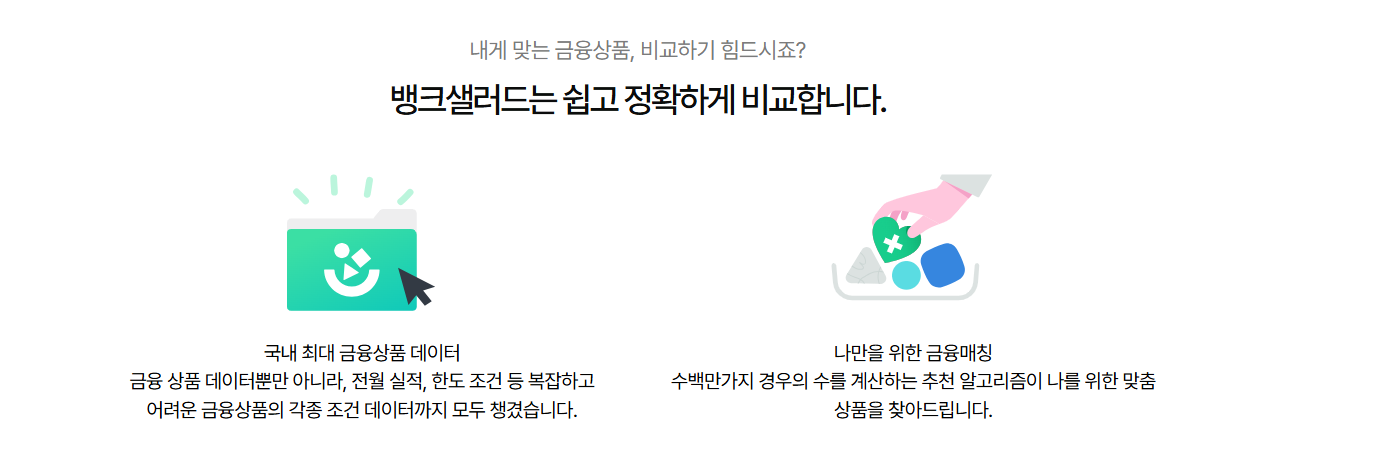 내게 맞는 금융상품, 비교하기 힘드시죠?
뱅크샐러드는 쉽고 정확하게 비교합니다.
국내 최대 금융상품 데이터
금융 상품 데이터뿐만 아니라, 전월 실적, 한도 조건 등 복잡하고
어려운 금융상품의 각종 조건 데이터까지 모두 챙겼습니다.
나만을 위한 금융매칭
수백만가지 경우의 수를 계산하는 추천 알고리즘이 나를 위한 맞춤
상품을 찾아드립니다.